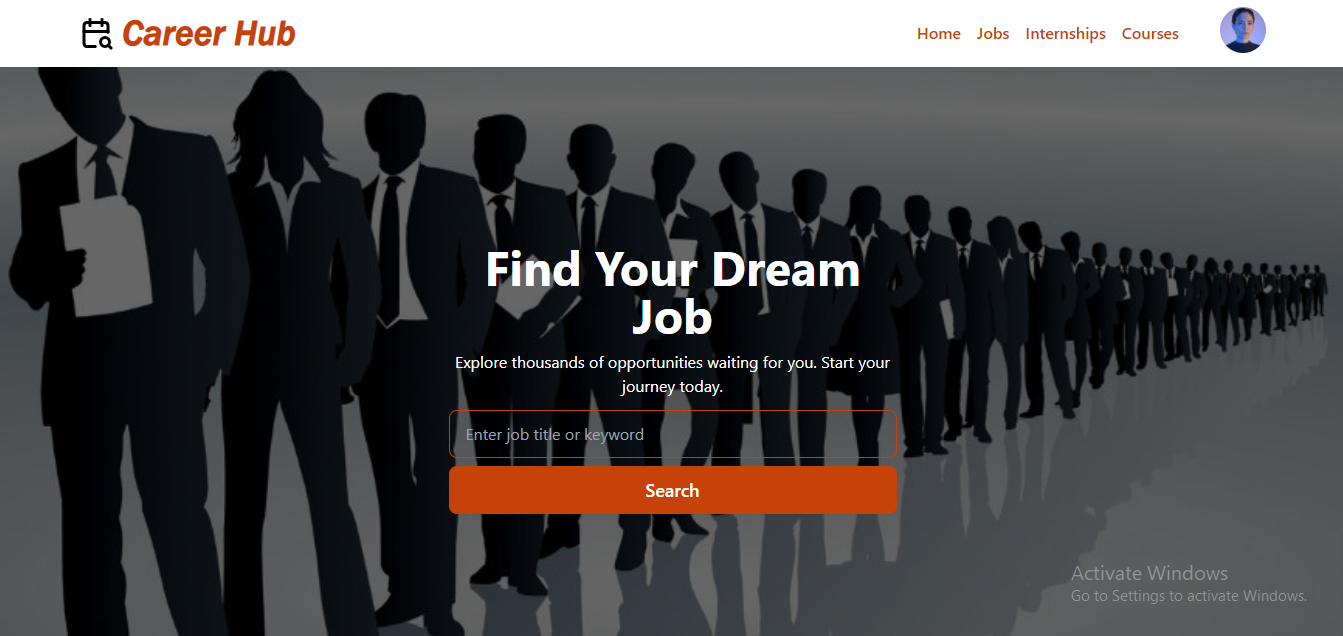 Career Hub
Home Jobs Internships Courses
Find Your Dream
Job
Explore thousands of opportunities waiting for you. Start your
journey today.
Enter job title or keyword
Search
Activate Windows
Go to Settings to activate Windows.